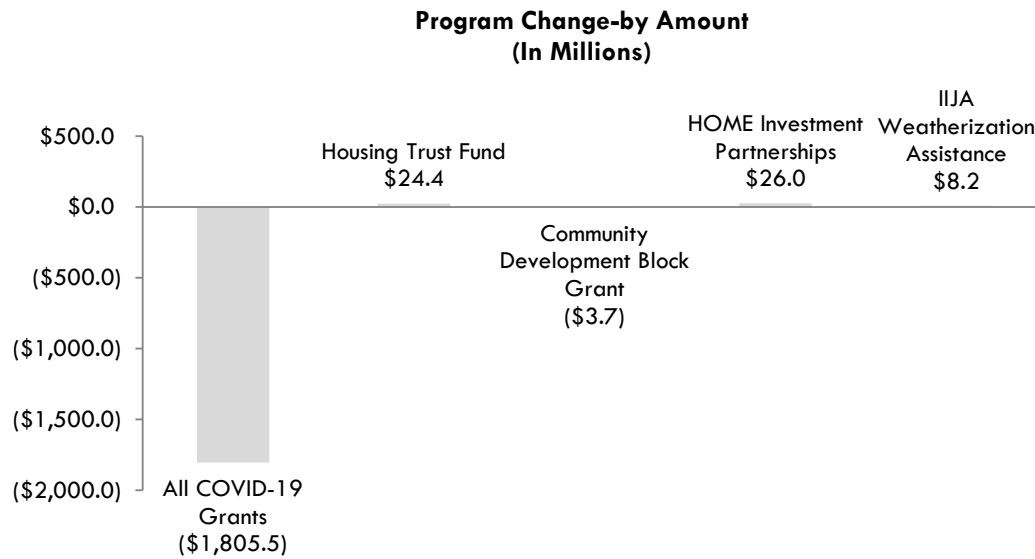 Program Change-by Amount
(In Millions)
$500.0
$0.0
($500.0)
($1,000.0)
($1,500.0)
($2,000.0)
All COVID-19
Grants
($1,805.5)
Housing Trust Fund
$24.4
Community
Development Block
Grant
($3.7)
HOME Investment
Partnerships
$26.0
IIJA
Weatherization
Assistance
$8.2